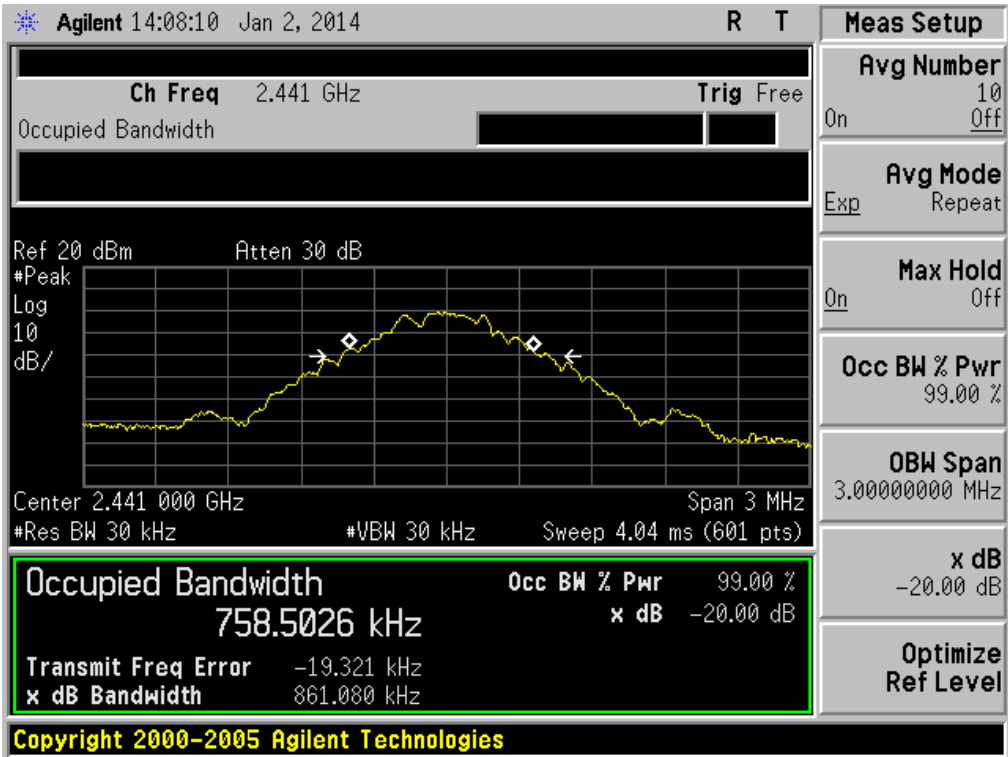 Agilent 14:08:10 Jan 2, 2014 R T
Ch Freq 2.441 GHz Trig Free
Occupied Bandwidth
Ref 20 dBm Atten 30 dB
#Peak
Log
10
dB/
Center 2.441 000 GHz Span 3 MHz
#Res BW 30 kHz #VBW 30 kHz Sweep 4.04 ms (601 pts)
Occupied Bandwidth Occ BW % Pwr 99.00 %
758.5026 kHz x dB -20.00 dB
Transmit Freq Error -19.321 kHz
x dB Bandwidth 861.080 kHz
Copyright 2000-2005 Agilent Technologies
Meas Setup
Avg Number
10
On Off
Avg Mode
Exp Repeat
Max Hold
On Off
Occ BW % Pwr
99.00 %
OBW Span
3.00000000 MHz
x dB
-20.00 dB
Optimize
Ref Level